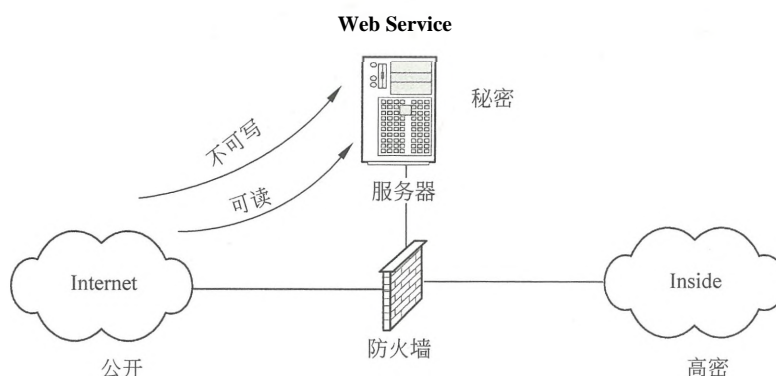 Web Service
秘密
不可写
可读
服务器
Internet
Inside
防火墙
公开
高密